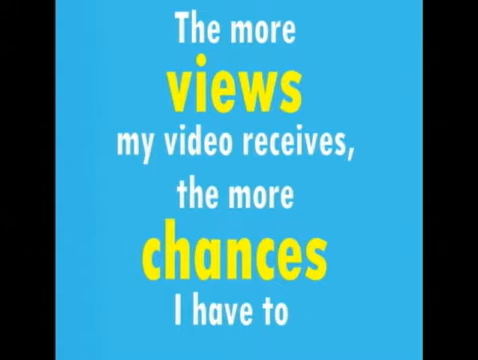 The more
views
my video receives,
the more
chances
I have to